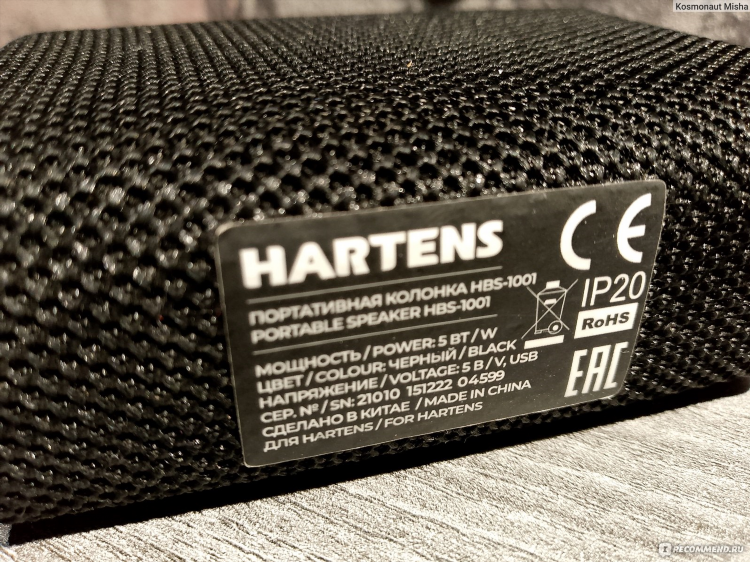 Kosmonaut Misha
HARTENS
ПОРТАТИВНАЯ КОЛОНКА HBS-1001
PORTABLE SPEAKER HBS-1001
МОЩНОСТЬ / POWER: 5 ВТ / W
ЦВЕТ / COLOUR: ЧЕРНЫЙ / BLACK
НАПРЯЖЕНИЕ / VOLTAGE: 5 В / V, USB
СЕР. № / SN: 21010 151222 04599
СДЕЛАНО В КИТАЕ / MADE IN CHINA
ДЛЯ HARTENS / FOR HARTENS
CE
IP20
RoHS
EAC
IRECOMMEND.RU